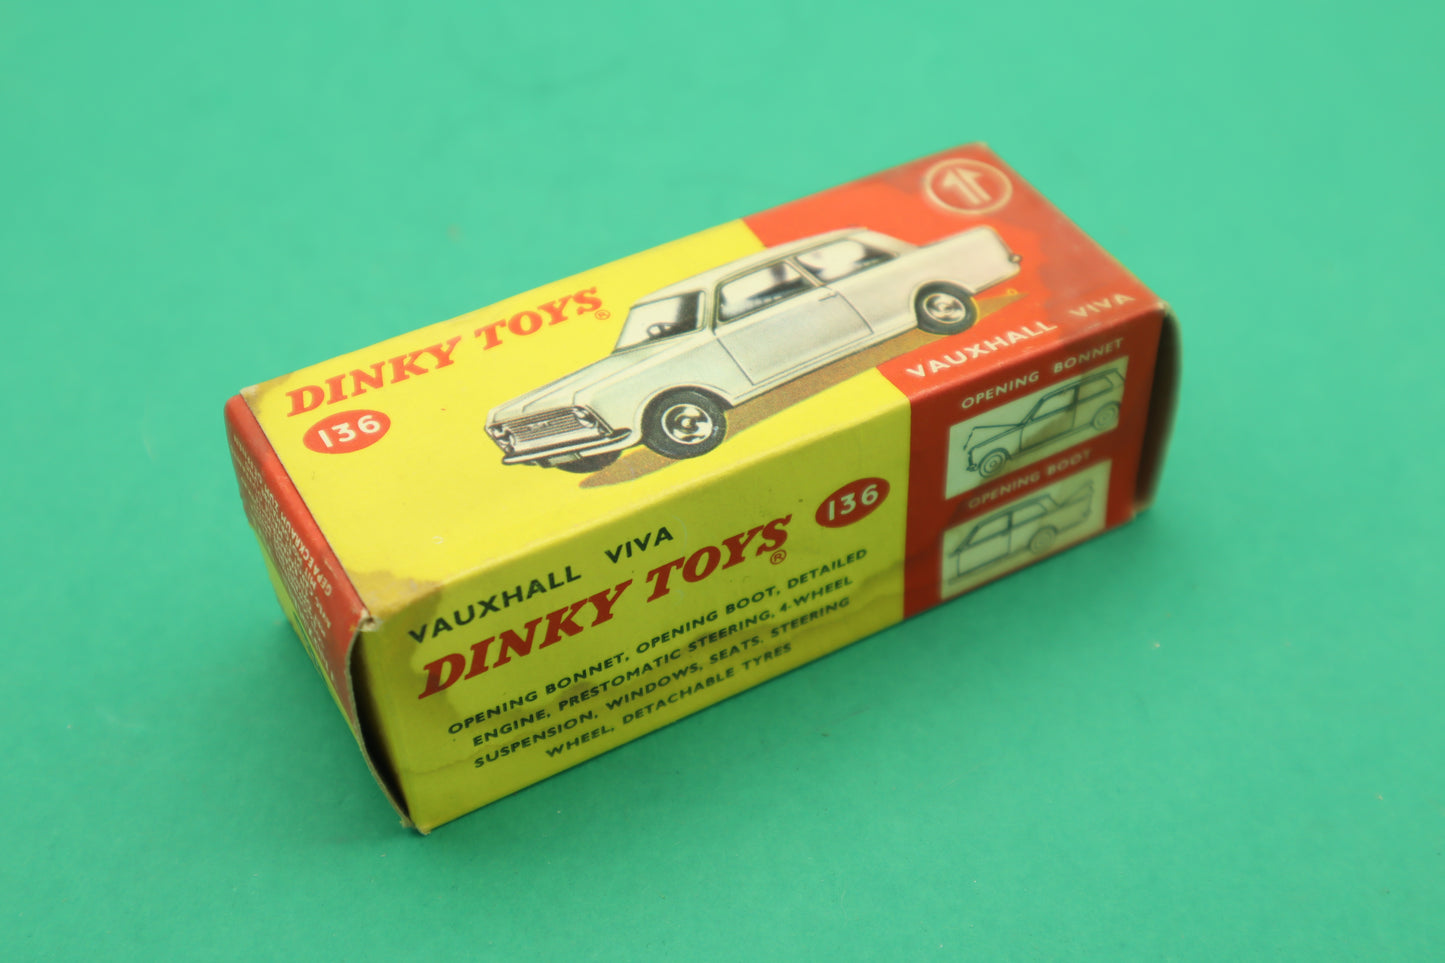 DINKY TOYS®
136
VAUXHALL VIVA
VAUXHALL VIVA
DINKY TOYS®
136
OPENING BONNET, OPENING BOOT, DETAILED
ENGINE, PRESTOMATIC STEERING, 4-WHEEL
SUSPENSION, WINDOWS, SEATS, STEERING
WHEEL, DETACHABLE TYRES
OPENING BONNET
OPENING BOOT